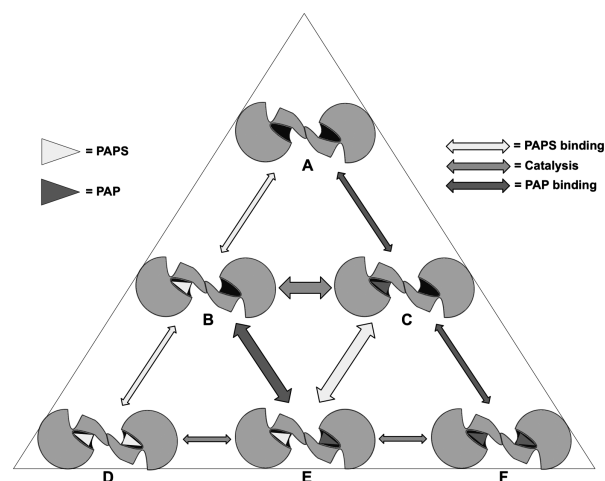 A
= PAPS
= PAP
= PAPS binding
= Catalysis
= PAP binding
B
C
D
E
F